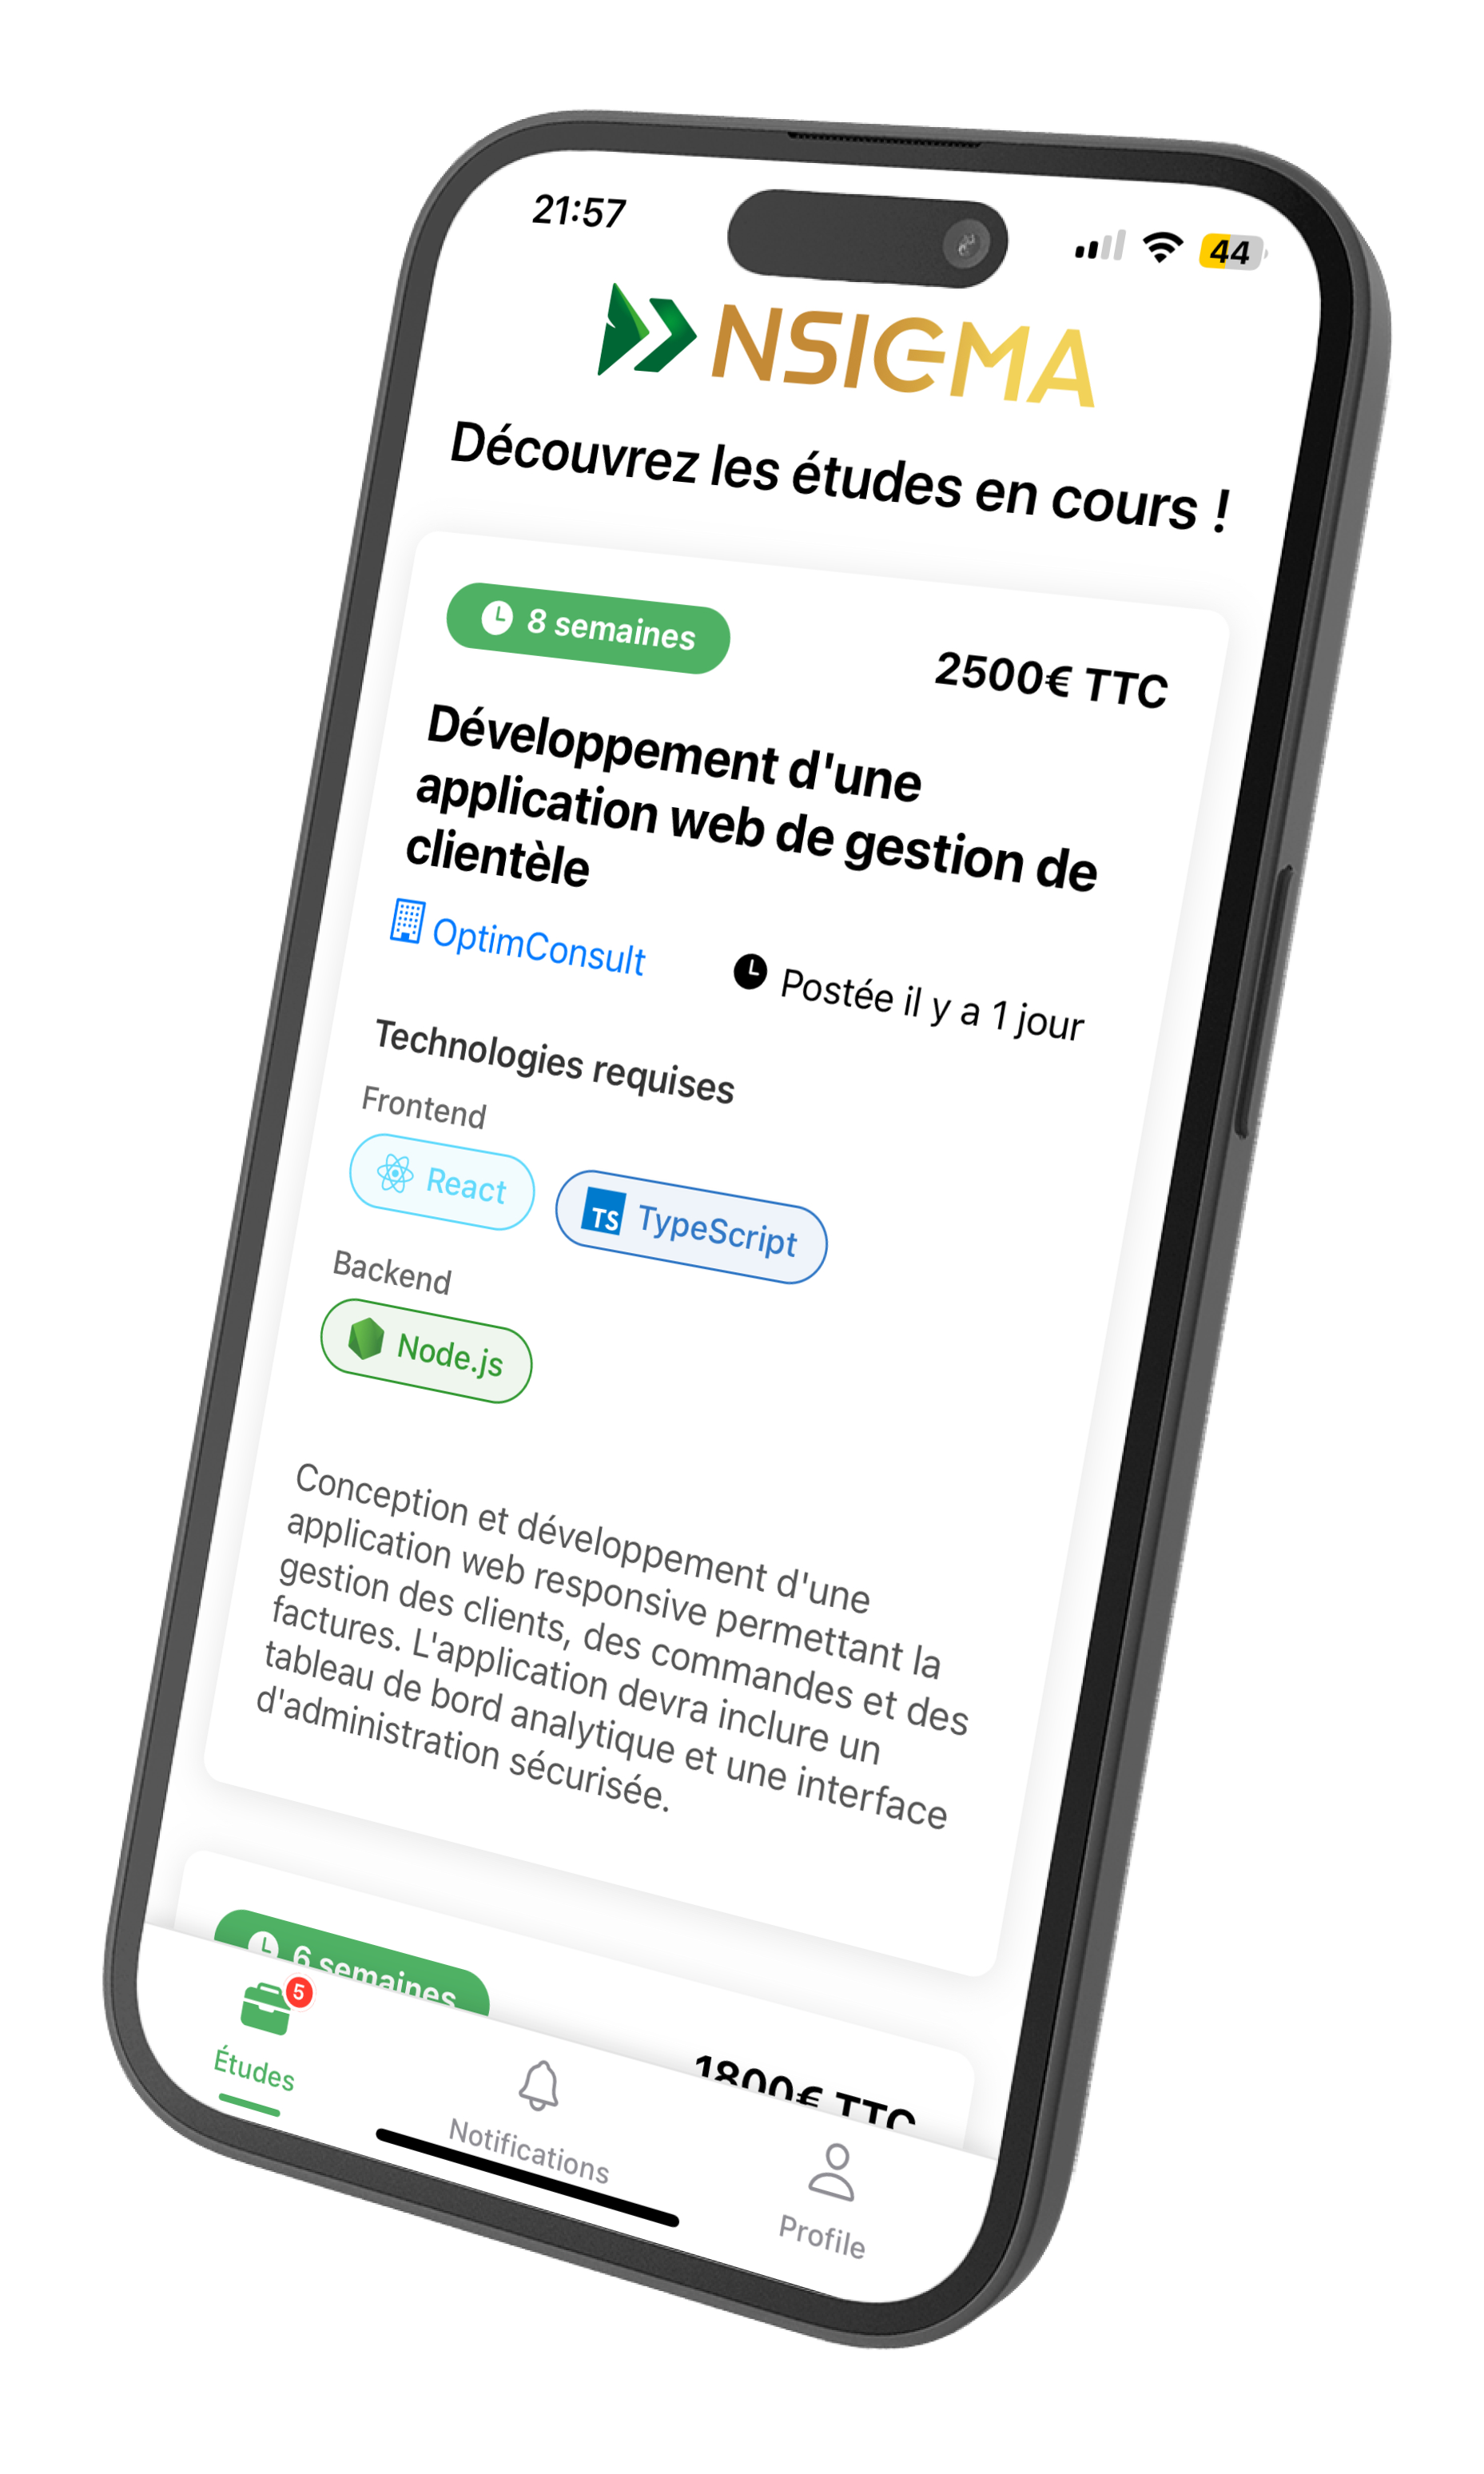 21:57
44
NSIGMA
Découvrez les études en cours !
8 semaines
2500€ TTC
Développement d'une
application web de gestion de
clientèle
OptimConsult
Postée il y a 1 jour
Technologies requises
Frontend
React
TS TypeScript
Backend
Node.js
Conception et développement d'une
application web responsive permettant la
gestion des clients, des commandes et des
factures. L'application devra inclure un
tableau de bord analytique et une interface
d'administration sécurisée.
6 semaines
1800€ TTC
5
Études
Notifications
Profile